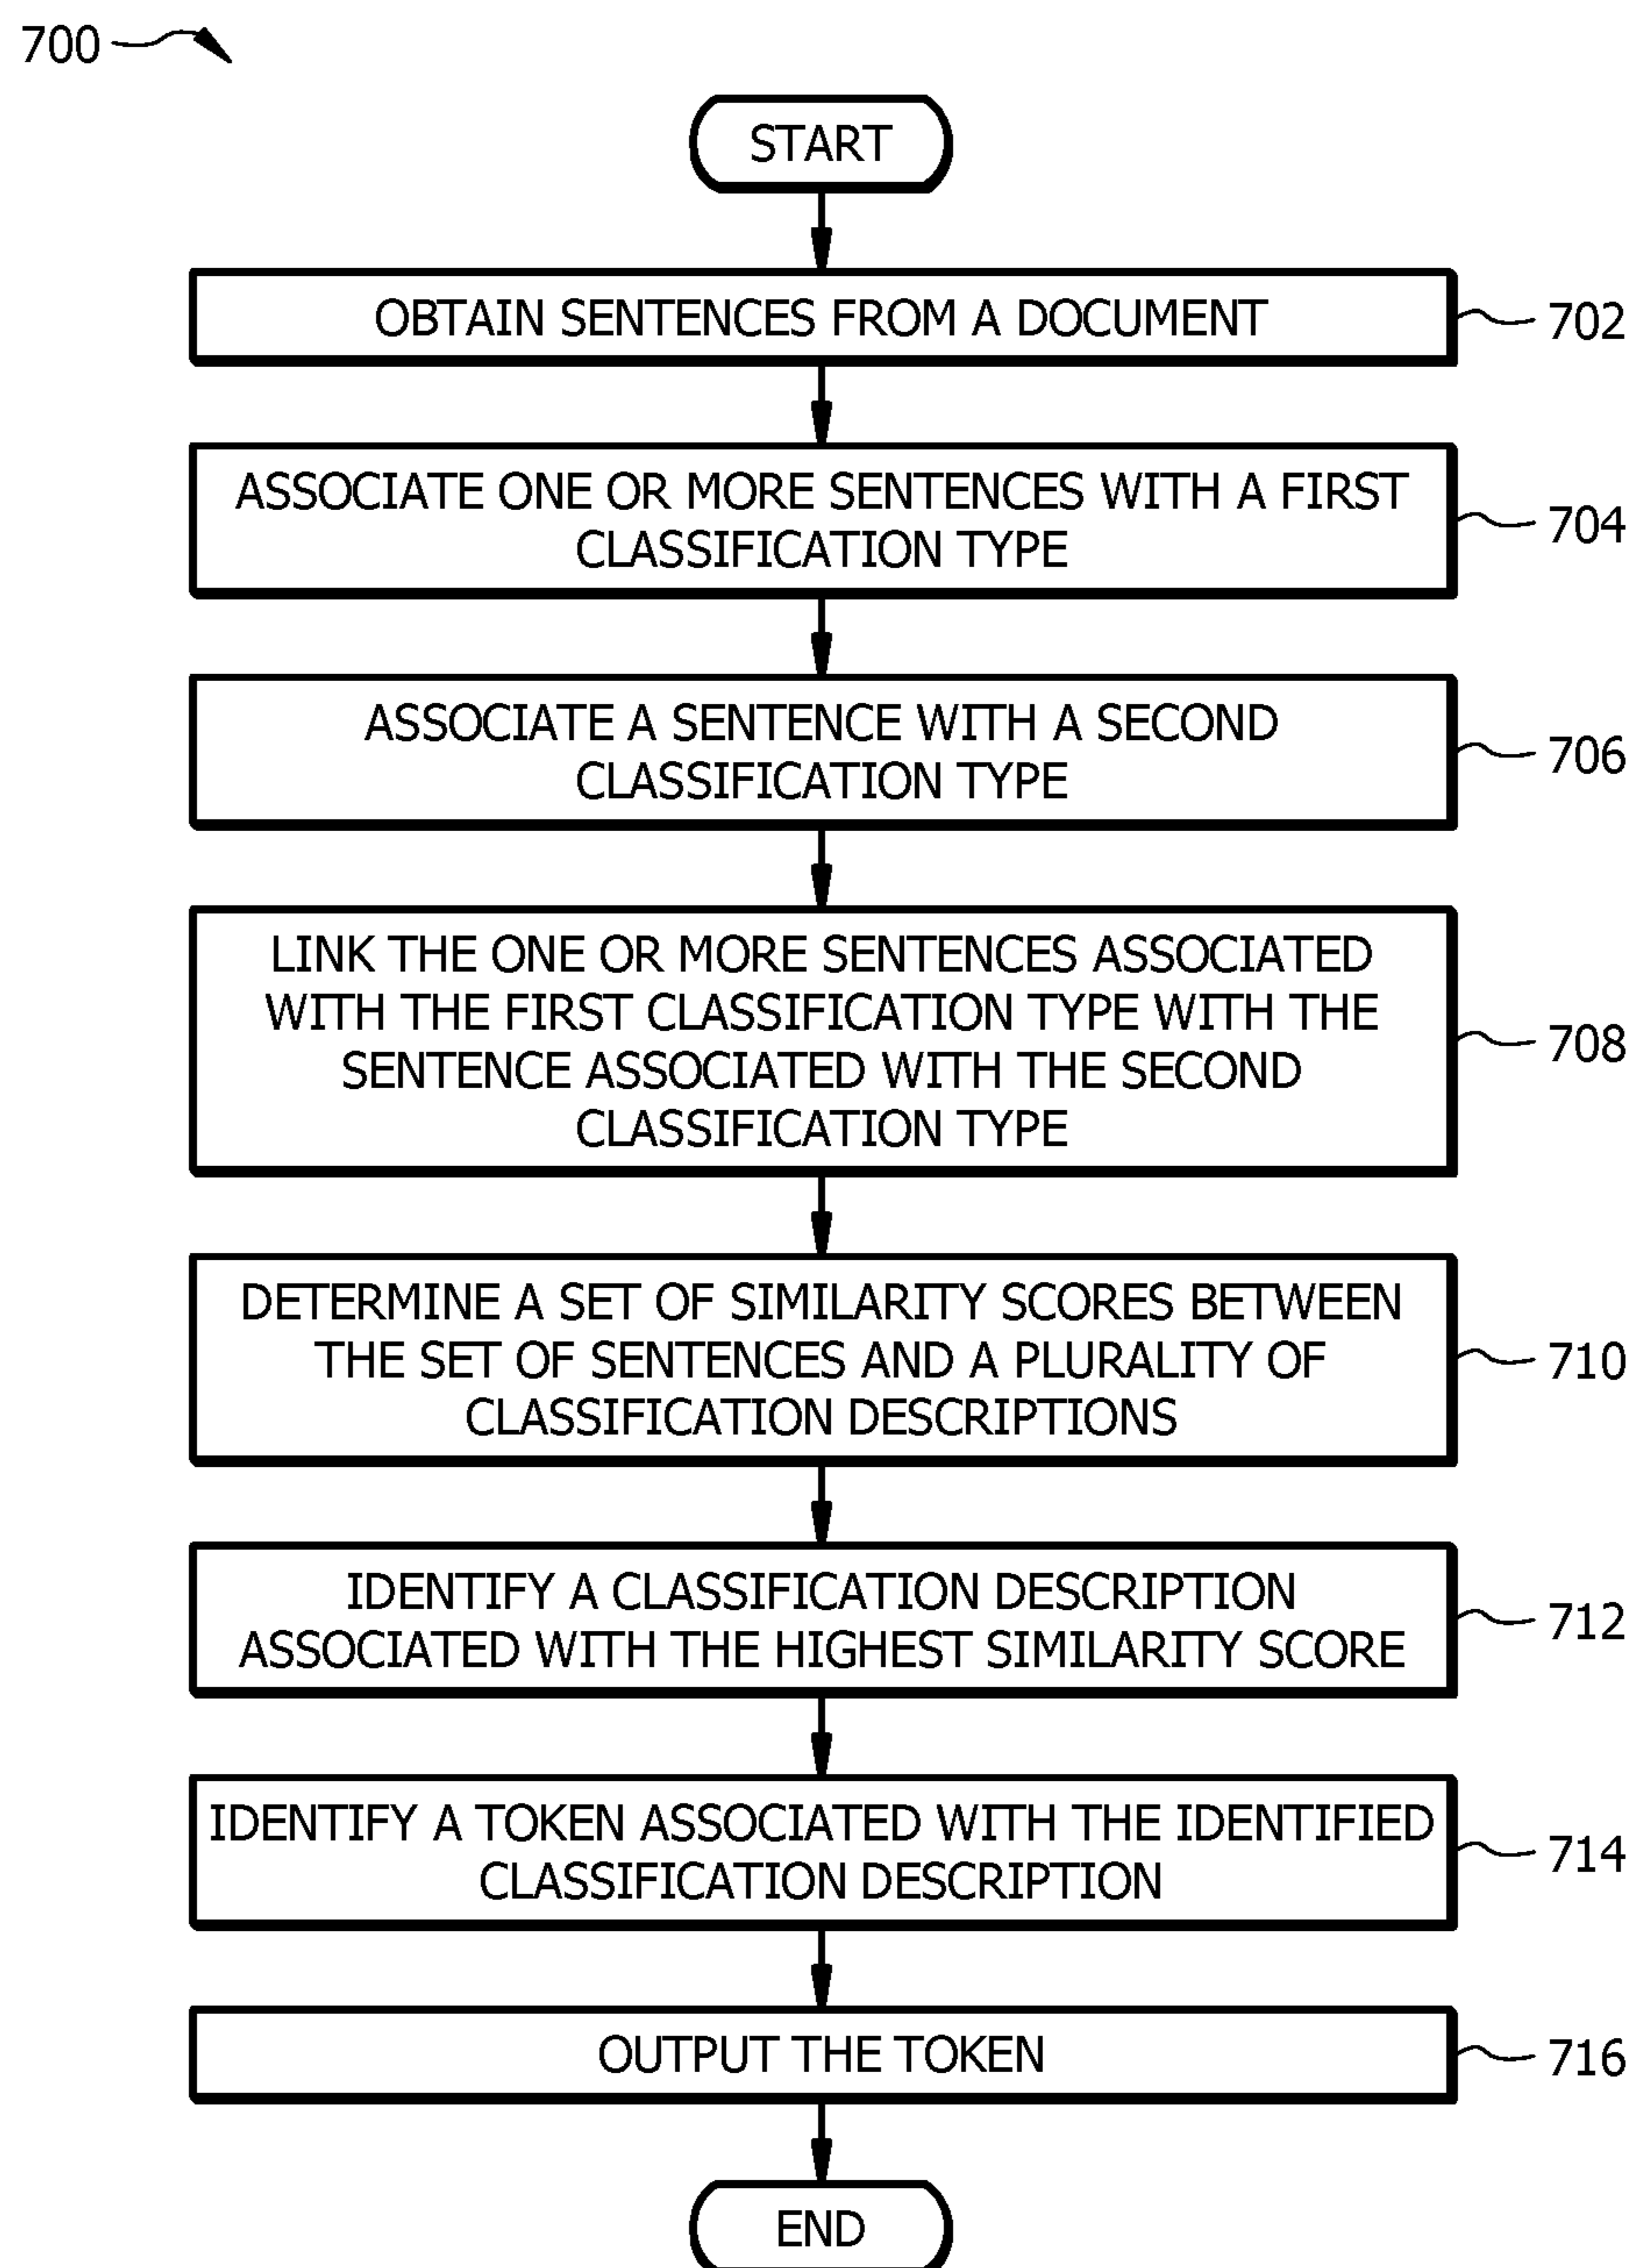 700
START
OBTAIN SENTENCES FROM A DOCUMENT
702
ASSOCIATE ONE OR MORE SENTENCES WITH A FIRST
CLASSIFICATION TYPE
704
ASSOCIATE A SENTENCE WITH A SECOND
CLASSIFICATION TYPE
706
LINK THE ONE OR MORE SENTENCES ASSOCIATED
WITH THE FIRST CLASSIFICATION TYPE WITH THE
SENTENCE ASSOCIATED WITH THE SECOND
CLASSIFICATION TYPE
708
DETERMINE A SET OF SIMILARITY SCORES BETWEEN
THE SET OF SENTENCES AND A PLURALITY OF
CLASSIFICATION DESCRIPTIONS
710
IDENTIFY A CLASSIFICATION DESCRIPTION
ASSOCIATED WITH THE HIGHEST SIMILARITY SCORE
712
IDENTIFY A TOKEN ASSOCIATED WITH THE IDENTIFIED
CLASSIFICATION DESCRIPTION
714
OUTPUT THE TOKEN
716
END